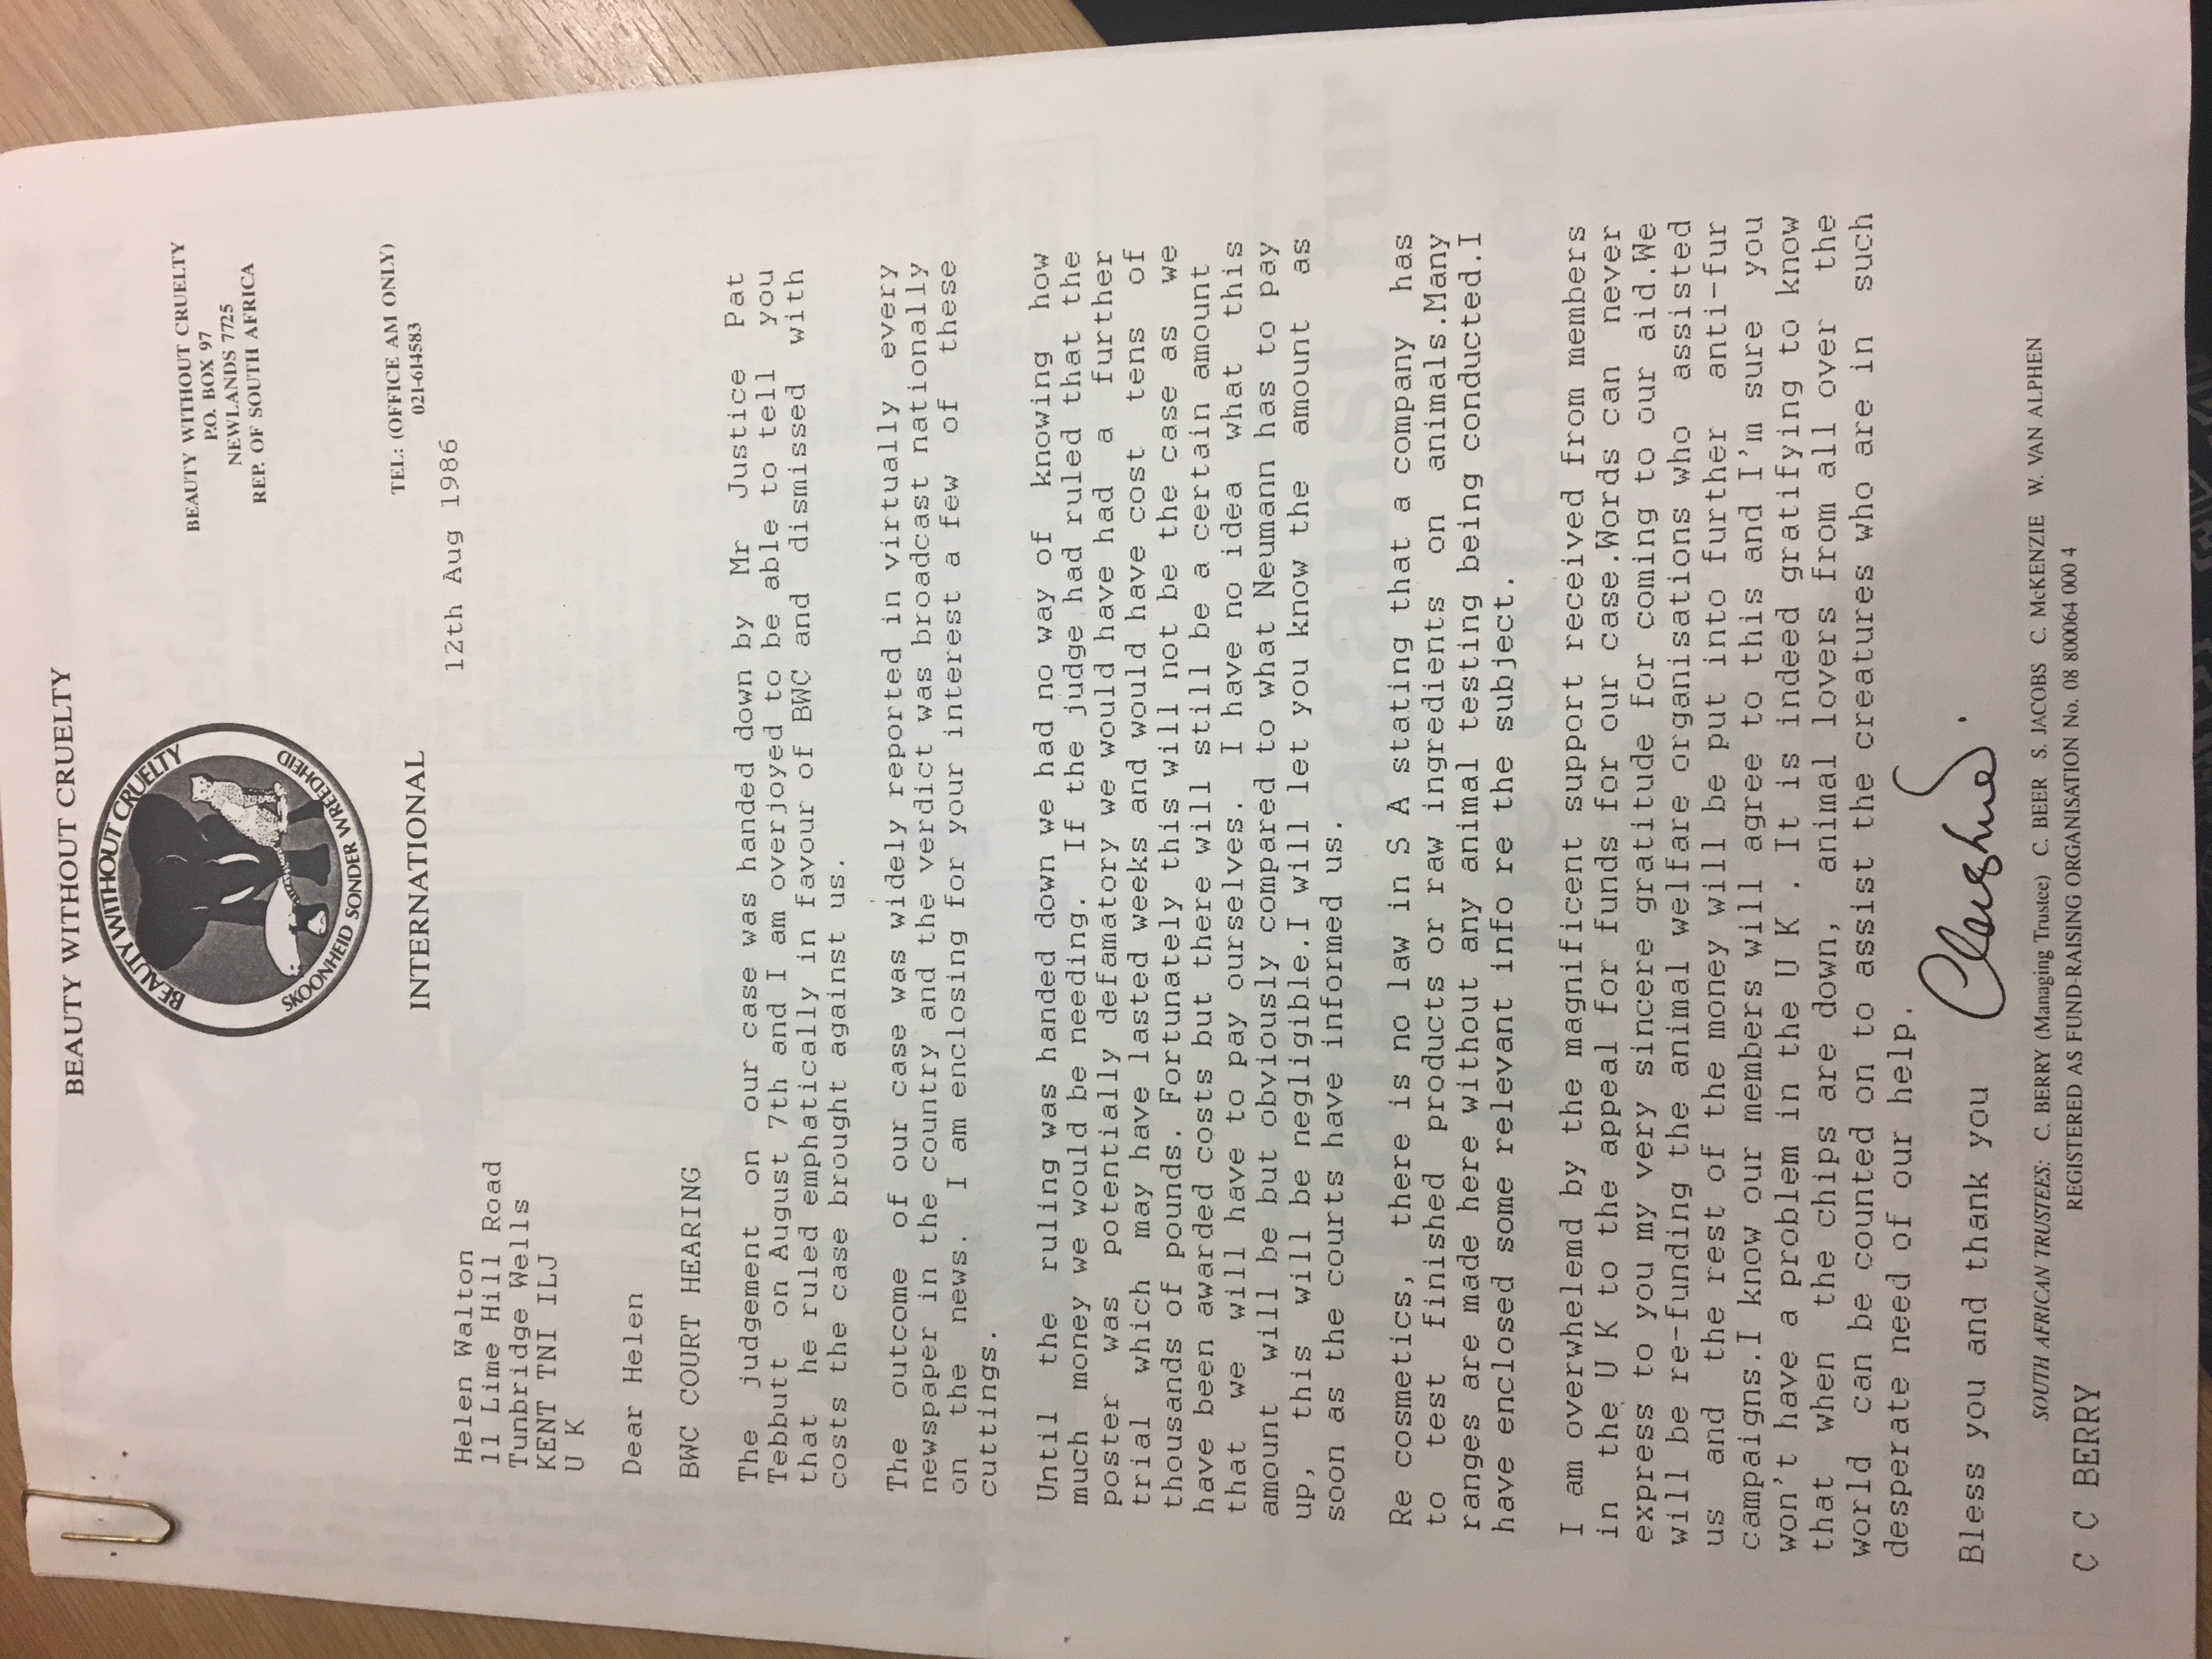 BEAUTY WITHOUT CRUELTY
BEAUTY WITHOUT CRUELTY
SKOONHEID SONDER WREEDHEID
INTERNATIONAL
BEAUTY WITHOUT CRUELTY
P.O. BOX 97
NEWLANDS 7725
REP. OF SOUTH AFRICA
TEL: (OFFICE AM ONLY)
021-614583
12th Aug 1986
Helen Walton
11 Lime Hill Road
Tunbridge Wells
KENT TNI ILJ
U K
Dear Helen
BWC COURT HEARING
The judgement on our case was handed down by Mr Justice Pat
Tebbutt on August 7th and I am overjoyed to be able to tell you
that he ruled emphatically in favour of BWC and dismissed with
costs the case brought against us.
The outcome of our case was widely reported in virtually every
newspaper in the country and the verdict was broadcast nationally
on the news. I am enclosing for your interest a few of these
cuttings.
Until the ruling was handed down we had no way of knowing how
much money we would be needing. If the judge had ruled that the
poster was potentially defamatory we would have had a further
trial which may have lasted weeks and would have cost tens of
thousands of pounds. Fortunately this will not be the case as we
have been awarded costs but there will still be a certain amount
that we will have to pay ourselves. I have no idea what this
amount will be but obviously compared to what Neumann has to pay
up, this will be negligible.I will let you know the amount as
soon as the courts have informed us.
Re cosmetics, there is no law in S A stating that a company has
to test finished products or raw ingredients on animals.Many
ranges are made here without any animal testing being conducted.I
have enclosed some relevant info re the subject.
I am overwhelemd by the magnificent support received from members
in the U K to the appeal for funds for our case.Words can never
express to you my very sincere gratitude for coming to our aid.We
will be re-funding the animal welfare organisations who assisted
us and the rest of the money will be put into further anti-fur
campaigns.I know our members will agree to this and I'm sure you
won't have a problem in the U K . It is indeed gratifying to know
that when the chips are down, animal lovers from all over the
world can be counted on to assist the creatures who are in such
desperate need of our help.
Bless you and thank you
SOUTH AFRICAN TRUSTEES: C. BERRY (Managing Trustee) C. BEER S. JACOBS C. McKENZIE W. VAN ALPHEN
REGISTERED AS FUND-RAISING ORGANISATION No. 08 800064 000 4
C C BERRY